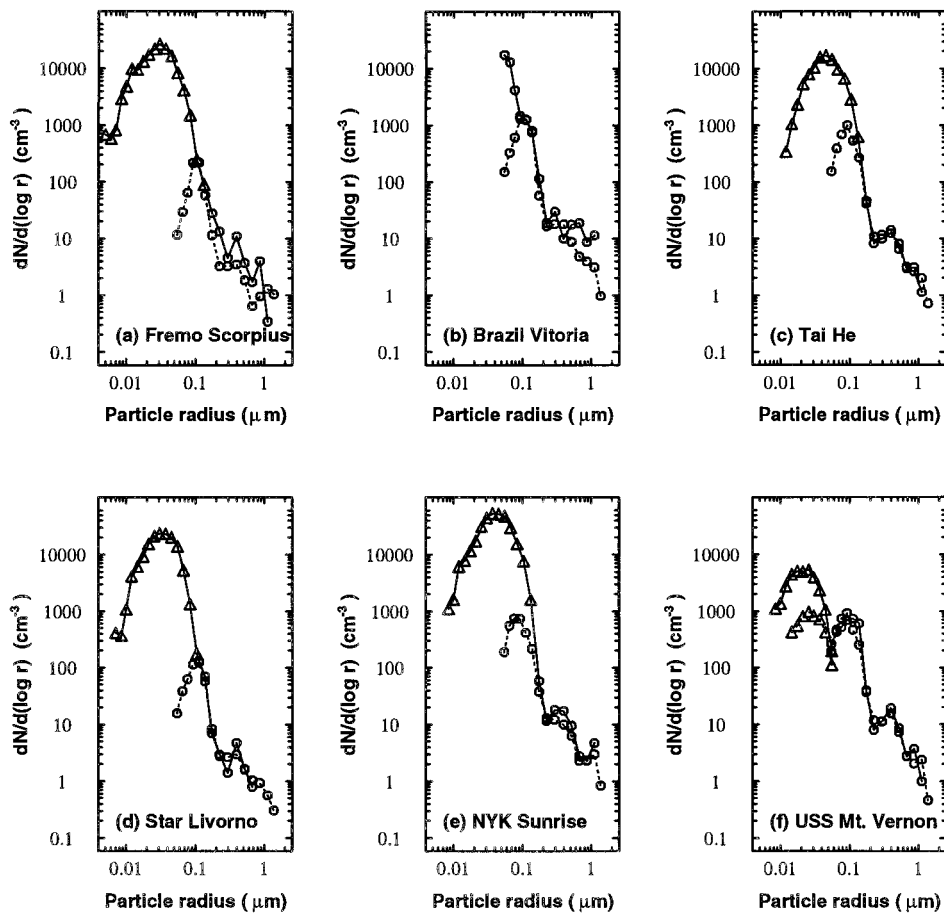 10000
1000
100
10
1
0.1
dN/d(log r) (cm⁻³)
(a) Fremo Scorpius
0.01 0.1 1
Particle radius (μm)
10000
1000
100
10
1
0.1
dN/d(log r) (cm⁻³)
(b) Brazil Vitoria
0.01 0.1 1
Particle radius (μm)
10000
1000
100
10
1
0.1
dN/d(log r) (cm⁻³)
(c) Tai He
0.01 0.1 1
Particle radius (μm)
10000
1000
100
10
1
0.1
dN/d(log r) (cm⁻³)
(d) Star Livorno
0.01 0.1 1
Particle radius (μm)
10000
1000
100
10
1
0.1
dN/d(log r) (cm⁻³)
(e) NYK Sunrise
0.01 0.1 1
Particle radius (μm)
10000
1000
100
10
1
0.1
dN/d(log r) (cm⁻³)
(f) USS Mt. Vernon
0.01 0.1 1
Particle radius (μm)